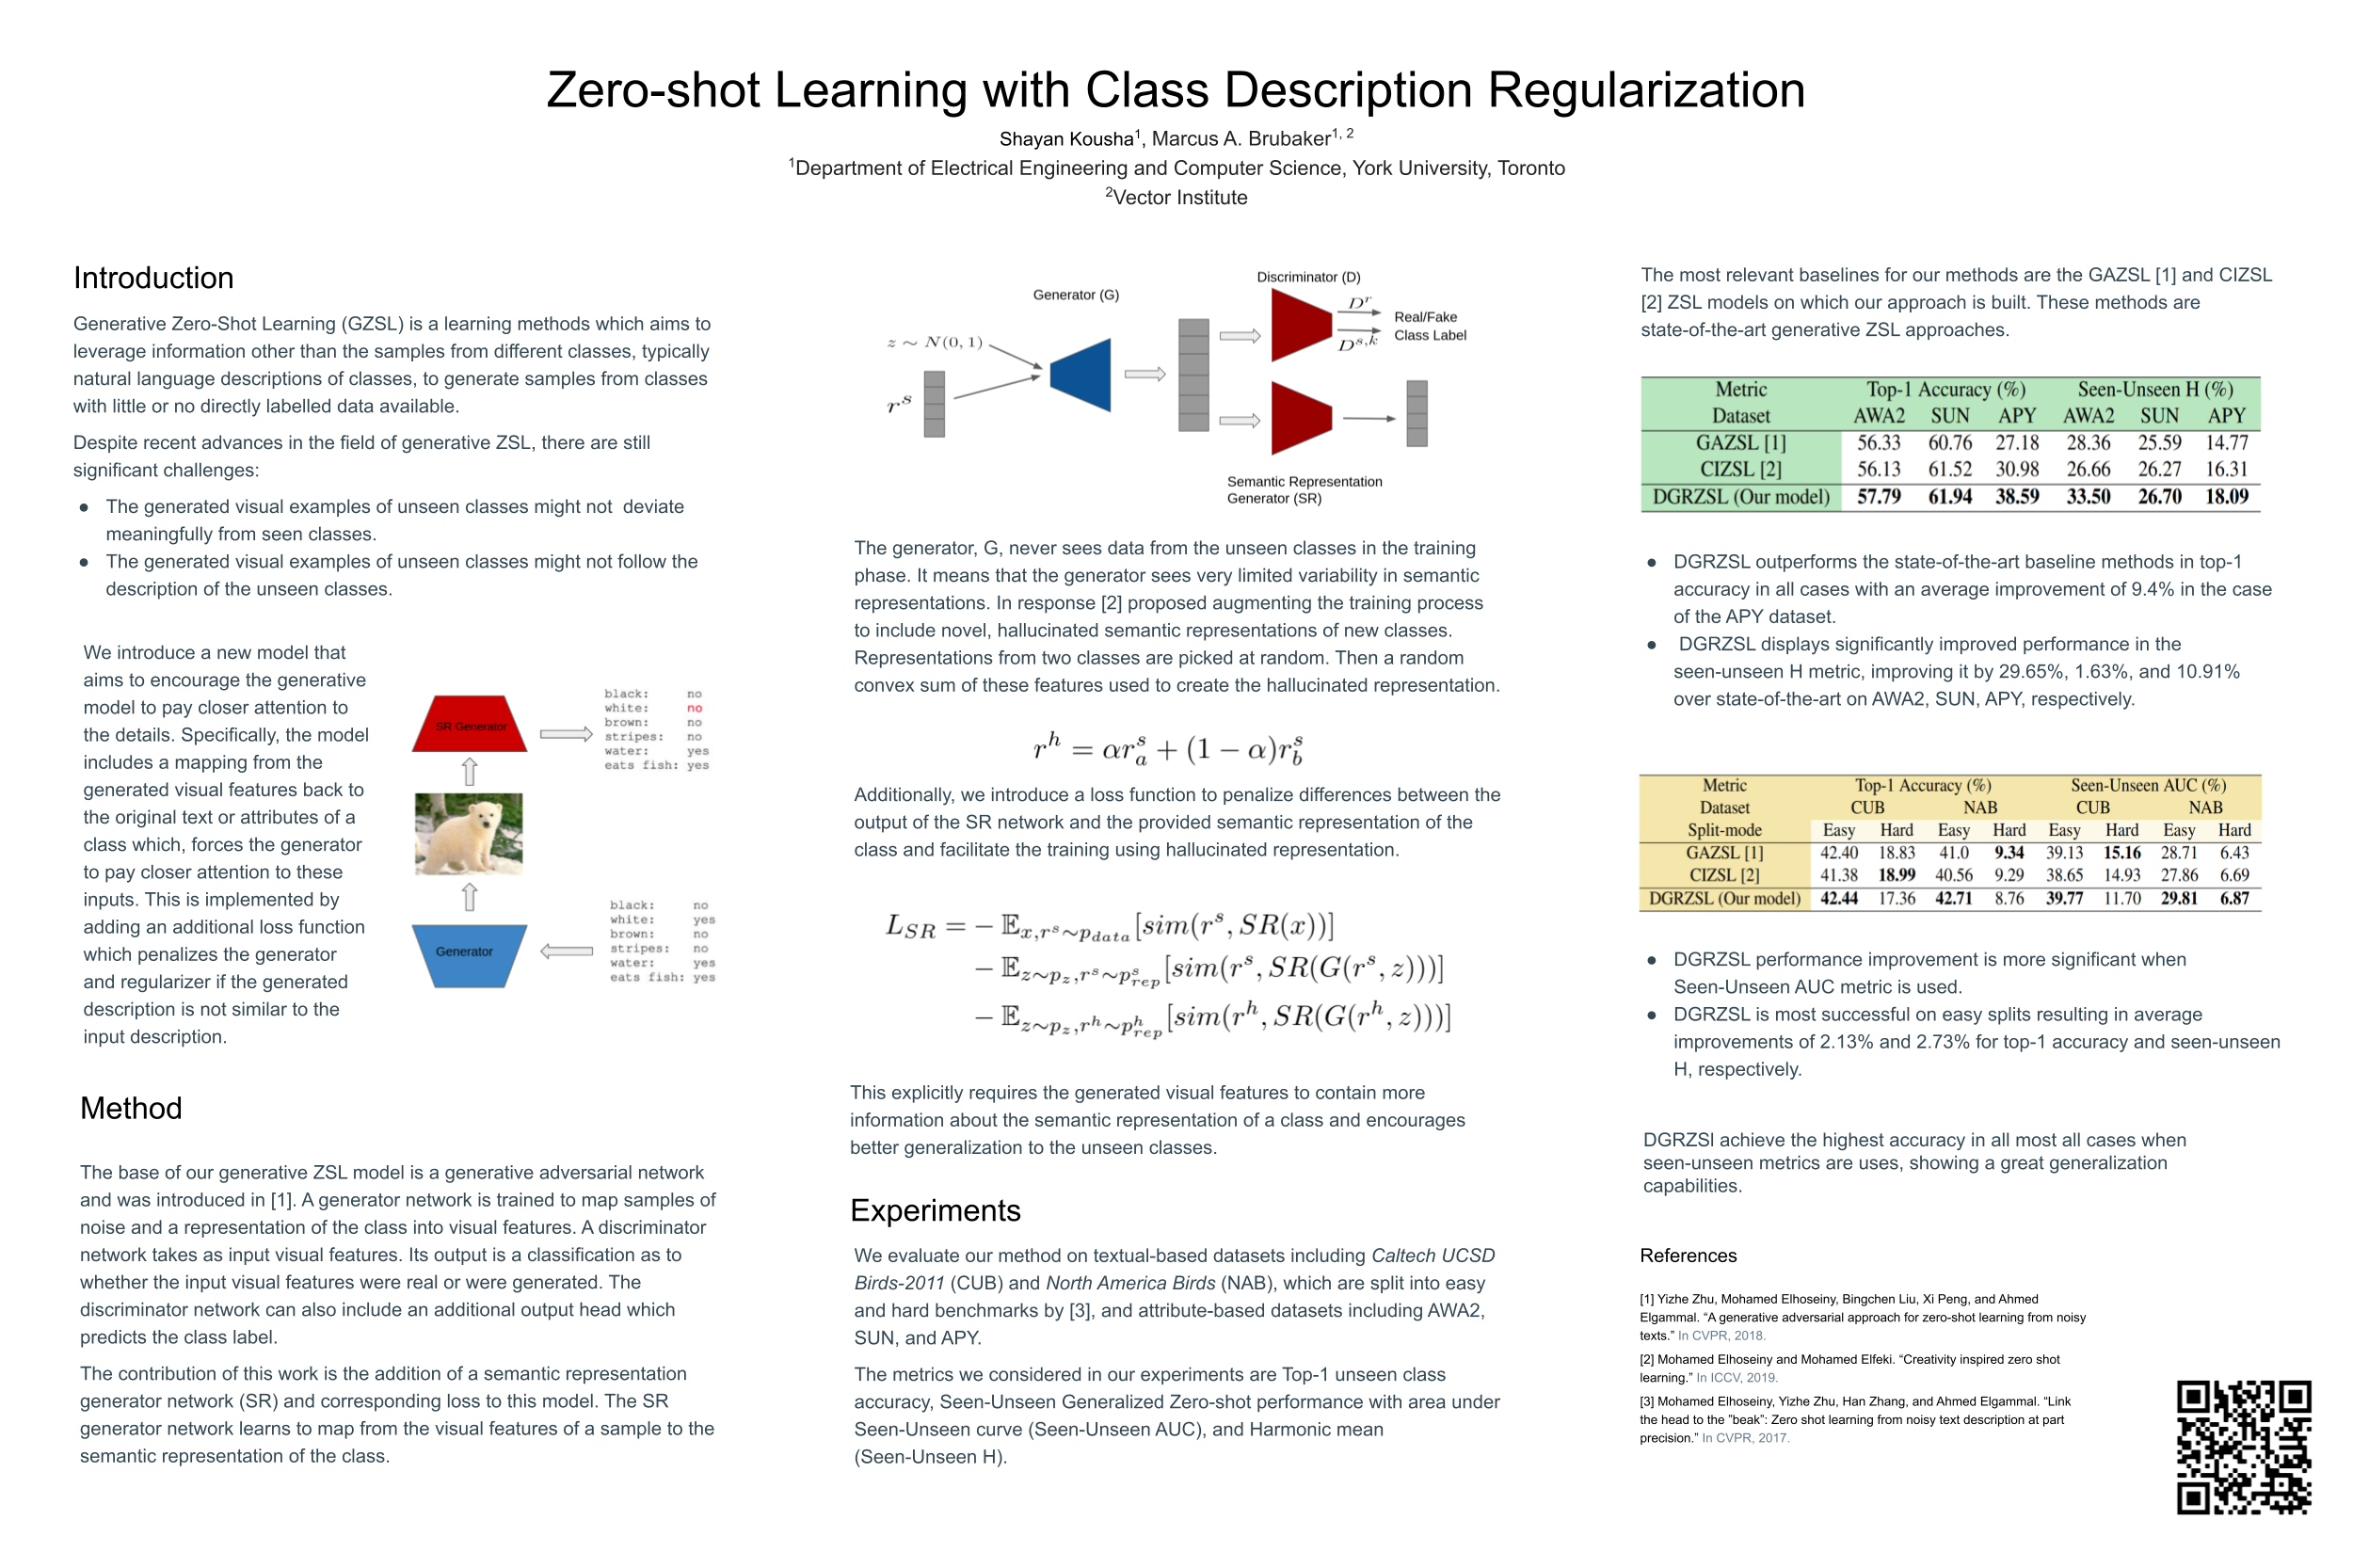 Zero-shot Learning with Class Description Regularization
Shayan Kousha1, Marcus A. Brubaker1, 2
1Department of Electrical Engineering and Computer Science, York University, Toronto
2Vector Institute
Introduction
Generative Zero-Shot Learning (GZSL) is a learning methods which aims to
leverage information other than the samples from different classes, typically
natural language descriptions of classes, to generate samples from classes
with little or no directly labelled data available.
Despite recent advances in the field of generative ZSL, there are still
significant challenges:
● The generated visual examples of unseen classes might not deviate
meaningfully from seen classes.
● The generated visual examples of unseen classes might not follow the
description of the unseen classes.
We introduce a new model that
aims to encourage the generative
model to pay closer attention to
the details. Specifically, the model
includes a mapping from the
generated visual features back to
the original text or attributes of a
class which, forces the generator
to pay closer attention to these
inputs. This is implemented by
adding an additional loss function
which penalizes the generator
and regularizer if the generated
description is not similar to the
input description.
SR Generator
black: no
white: no
brown: no
stripes: no
water: yes
eats fish: yes
Generator
black: no
white: yes
brown: no
stripes: no
water: yes
eats fish: yes
Method
The base of our generative ZSL model is a generative adversarial network
and was introduced in [1]. A generator network is trained to map samples of
noise and a representation of the class into visual features. A discriminator
network takes as input visual features. Its output is a classification as to
whether the input visual features were real or were generated. The
discriminator network can also include an additional output head which
predicts the class label.
The contribution of this work is the addition of a semantic representation
generator network (SR) and corresponding loss to this model. The SR
generator network learns to map from the visual features of a sample to the
semantic representation of the class.
Generator (G)
Discriminator (D)
z ∼ N(0, 1)
r^s
D^r
D^{s,k}
Real/Fake
Class Label
Semantic Representation
Generator (SR)
The generator, G, never sees data from the unseen classes in the training
phase. It means that the generator sees very limited variability in semantic
representations. In response [2] proposed augmenting the training process
to include novel, hallucinated semantic representations of new classes.
Representations from two classes are picked at random. Then a random
convex sum of these features used to create the hallucinated representation.
r^h = αr^s_a + (1 − α)r^s_b
Additionally, we introduce a loss function to penalize differences between the
output of the SR network and the provided semantic representation of the
class and facilitate the training using hallucinated representation.
L_{SR} = − 𝔼_{x,r^s∼p_{data}}[sim(r^s, SR(x))]
− 𝔼_{z∼p_z,r^s∼p^s_{rep}}[sim(r^s, SR(G(r^s, z)))]
− 𝔼_{z∼p_z,r^h∼p^h_{rep}}[sim(r^h, SR(G(r^h, z)))]
This explicitly requires the generated visual features to contain more
information about the semantic representation of a class and encourages
better generalization to the unseen classes.
Experiments
We evaluate our method on textual-based datasets including Caltech UCSD
Birds-2011 (CUB) and North America Birds (NAB), which are split into easy
and hard benchmarks by [3], and attribute-based datasets including AWA2,
SUN, and APY.
The metrics we considered in our experiments are Top-1 unseen class
accuracy, Seen-Unseen Generalized Zero-shot performance with area under
Seen-Unseen curve (Seen-Unseen AUC), and Harmonic mean
(Seen-Unseen H).
The most relevant baselines for our methods are the GAZSL [1] and CIZSL
[2] ZSL models on which our approach is built. These methods are
state-of-the-art generative ZSL approaches.
Metric Top-1 Accuracy (%) Seen-Unseen H (%)
Dataset AWA2 SUN APY AWA2 SUN APY
GAZSL [1] 56.33 60.76 27.18 28.36 25.59 14.77
CIZSL [2] 56.13 61.52 30.98 26.66 26.27 16.31
DGRZSL (Our model) 57.79 61.94 38.59 33.50 26.70 18.09
● DGRZSL outperforms the state-of-the-art baseline methods in top-1
accuracy in all cases with an average improvement of 9.4% in the case
of the APY dataset.
● DGRZSL displays significantly improved performance in the
seen-unseen H metric, improving it by 29.65%, 1.63%, and 10.91%
over state-of-the-art on AWA2, SUN, APY, respectively.
Metric Top-1 Accuracy (%) Seen-Unseen AUC (%)
Dataset CUB NAB CUB NAB
Split-mode Easy Hard Easy Hard Easy Hard Easy Hard
GAZSL [1] 42.40 18.83 41.0 9.34 39.13 15.16 28.71 6.43
CIZSL [2] 41.38 18.99 40.56 9.29 38.65 14.93 27.86 6.69
DGRZSL (Our model) 42.44 17.36 42.71 8.76 39.77 11.70 29.81 6.87
● DGRZSL performance improvement is more significant when
Seen-Unseen AUC metric is used.
● DGRZSL is most successful on easy splits resulting in average
improvements of 2.13% and 2.73% for top-1 accuracy and seen-unseen
H, respectively.
DGRZSl achieve the highest accuracy in all most all cases when
seen-unseen metrics are uses, showing a great generalization
capabilities.
References
[1] Yizhe Zhu, Mohamed Elhoseiny, Bingchen Liu, Xi Peng, and Ahmed
Elgammal. “A generative adversarial approach for zero-shot learning from noisy
texts.” In CVPR, 2018.
[2] Mohamed Elhoseiny and Mohamed Elfeki. “Creativity inspired zero shot
learning.” In ICCV, 2019.
[3] Mohamed Elhoseiny, Yizhe Zhu, Han Zhang, and Ahmed Elgammal. “Link
the head to the ”beak”: Zero shot learning from noisy text description at part
precision.” In CVPR, 2017.